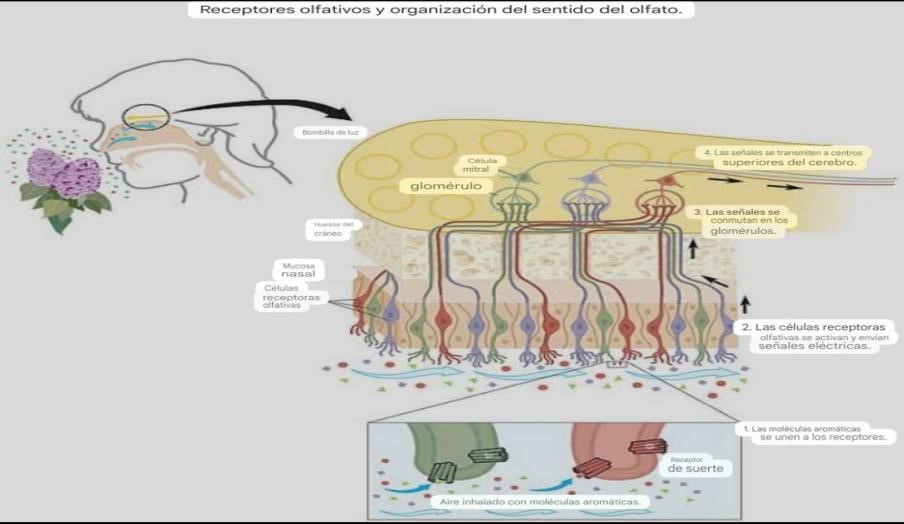 Receptores olfativos y organización del sentido del olfato.
Bombilla de luz
Célula
mitral
glomérulo
4. Las señales se transmiten a centros
superiores del cerebro.
3. Las señales se
conmutan en los
glomérulos.
Huesos del
cráneo
Mucosa
nasal
Células
receptoras
olfativas
2. Las células receptoras
olfativas se activan y envían
señales eléctricas.
1. Las moléculas aromáticas
se unen a los receptores.
Receptor
de suerte
Aire inhalado con moléculas aromáticas.